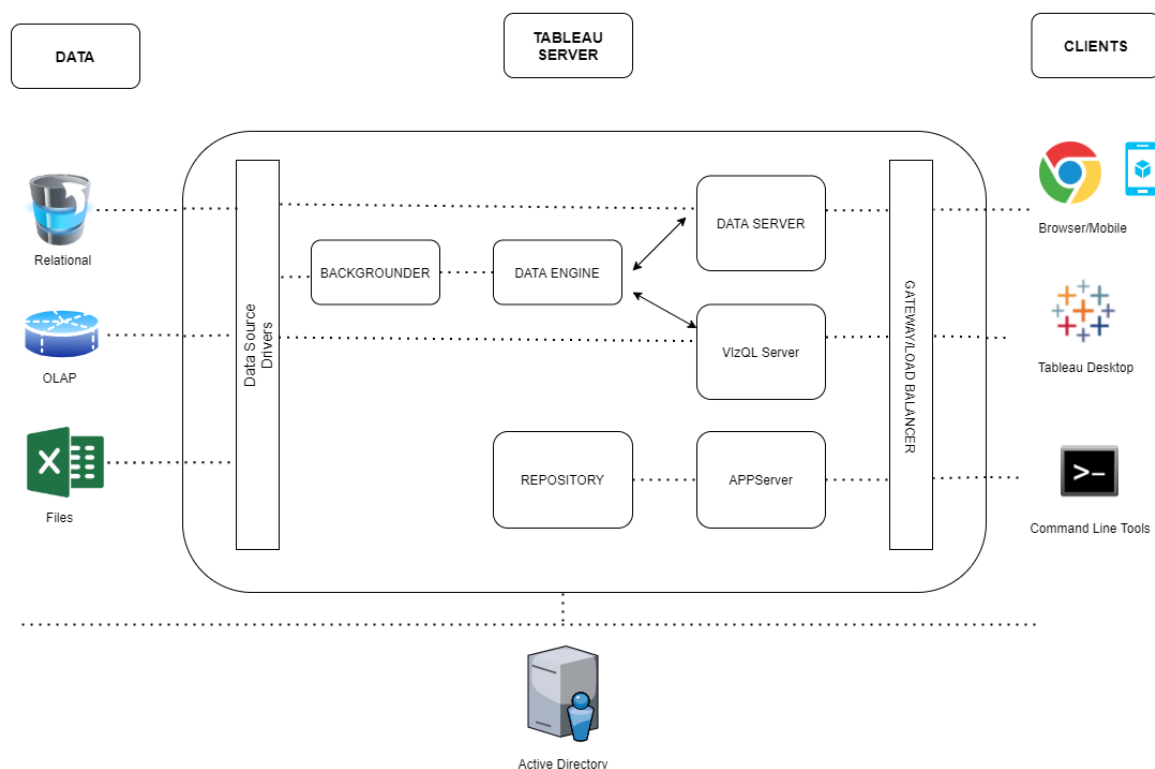 DATA
TABLEAU
SERVER
CLIENTS
Relational
OLAP
Files
Data Source
Drivers
BACKGROUNDER
DATA ENGINE
DATA SERVER
VIzQL Server
REPOSITORY
APPServer
GATEWAY/LOAD BALANCER
Browser/Mobile
Tableau Desktop
>-
Command Line Tools
Active Directory